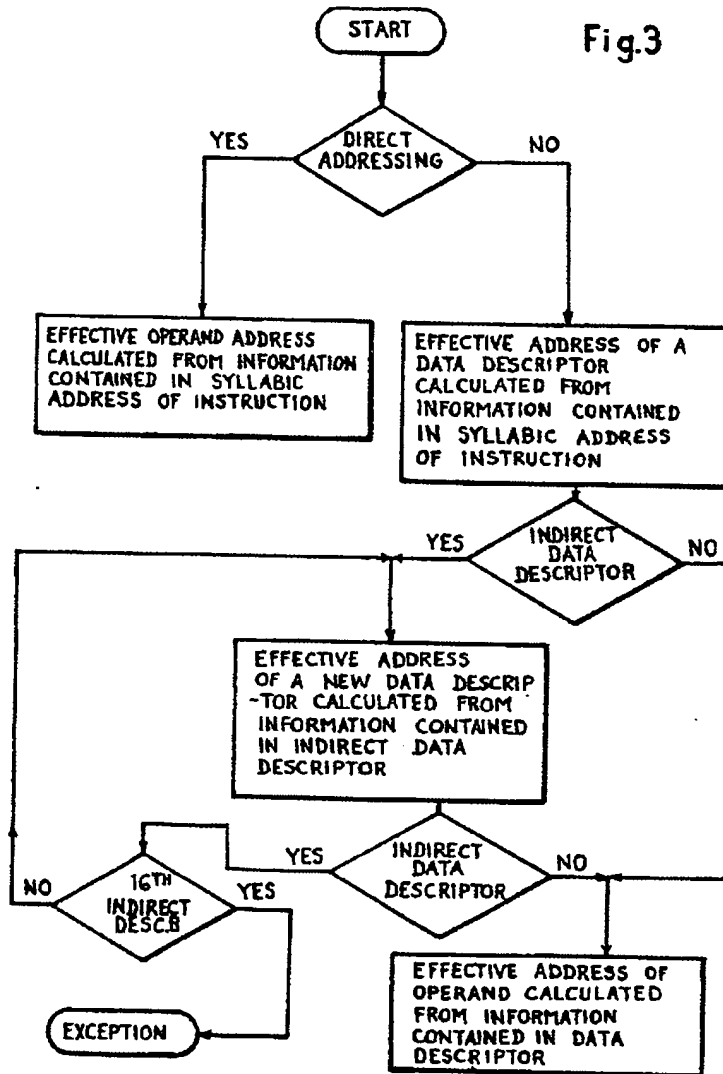 START
Fig.3
YES
DIRECT
ADDRESSING
NO
EFFECTIVE OPERAND ADDRESS
CALCULATED FROM INFORMATION
CONTAINED IN SYLLABIC
ADDRESS OF INSTRUCTION
EFFECTIVE ADDRESS OF A
DATA DESCRIPTOR
CALCULATED FROM
INFORMATION CONTAINED
IN SYLLABIC ADDRESS
OF INSTRUCTION
YES
INDIRECT
DATA
DESCRIPTOR
NO
EFFECTIVE ADDRESS
OF A NEW DATA DESCRIP
-TOR CALCULATED FROM
INFORMATION CONTAINED
IN INDIRECT DATA
DESCRIPTOR
NO
16TH
INDIRECT
DESC.B
YES
YES
INDIRECT
DATA
DESCRIPTOR
NO
EXCEPTION
EFFECTIVE ADDRESS OF
OPERAND CALCULATED
FROM INFORMATION
CONTAINED IN DATA
DESCRIPTOR